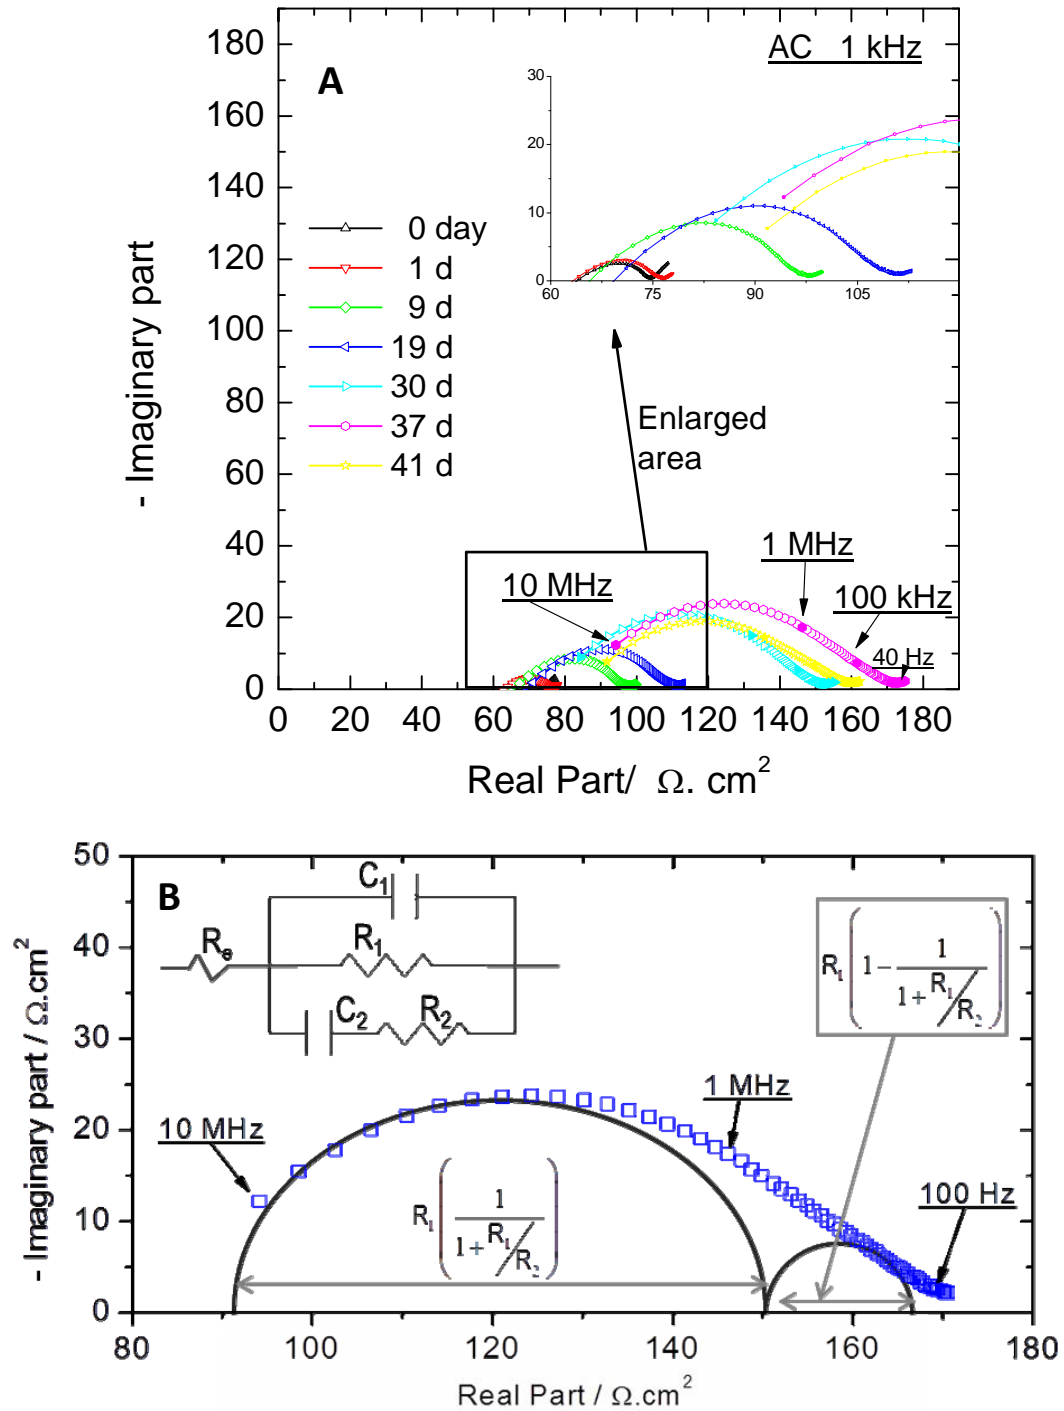 A
AC 1 kHz
- Imaginary part
180
160
140
120
100
80
60
40
20
0
0 day
1 d
9 d
19 d
30 d
37 d
41 d
30
20
10
0
60 75 90 105
Enlarged
area
10 MHz
1 MHz
100 kHz
40 Hz
0 20 40 60 80 100 120 140 160 180
Real Part/ Ω. cm²
B
- Imaginary part / Ω.cm²
50
40
30
20
10
0
C₁
Rₑ
R₁
C₂ R₂
R₁ ( 1 - 1 / (1 + R₁/R₂) )
10 MHz
1 MHz
100 Hz
R₁ ( 1 / (1 + R₁/R₂) )
80 100 120 140 160 180
Real Part / Ω.cm²